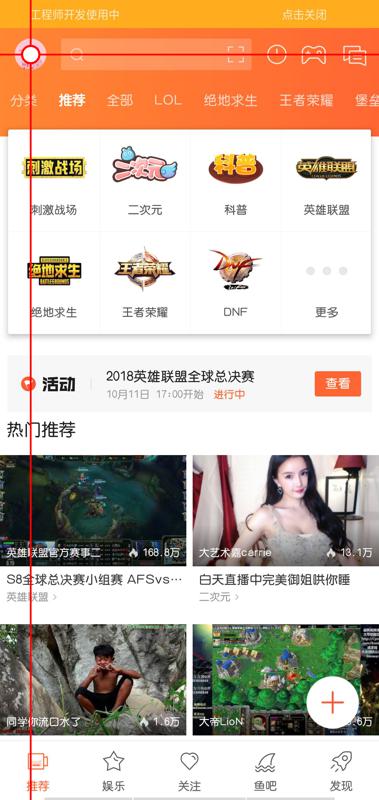 工程师开发使用中
点击关闭
分类
推荐
全部
LOL
绝地求生
王者荣耀
堡垒
刺激战场
二次元
科普
英雄联盟
LEAGUE LEGENDS
刺激战场
二次元
科普
英雄联盟
绝地求生
BATTLEGROUNDS
王者荣耀
DNF
绝地求生
王者荣耀
DNF
更多
活动
2018英雄联盟全球总决赛
10月11日 17:00开始 进行中
查看
热门推荐
英雄联盟官方赛事二
168.8万
大艺术嘉carrie
13.1万
S8全球总决赛小组赛 AFSvs…
白天直播中完美御姐哄你睡
英雄联盟 >
二次元 >
同学你流口水了
1.6万
大帝LioN
.6万
推荐
娱乐
关注
鱼吧
发现